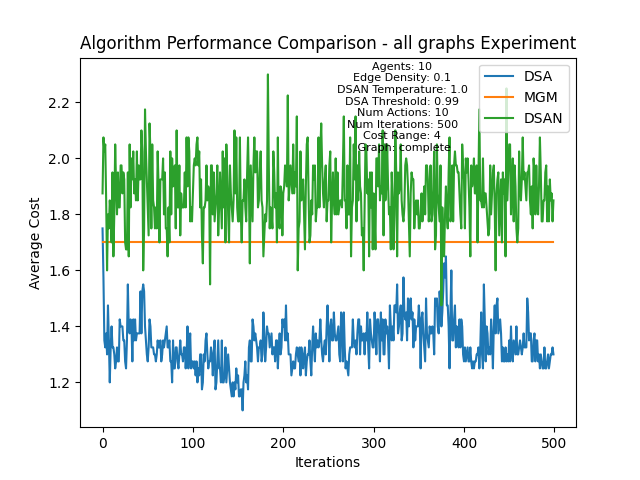 Algorithm Performance Comparison - all graphs Experiment
Agents: 10
Edge Density: 0.1
DSAN Temperature: 1.0
DSA Threshold: 0.99
Num Actions: 10
Num Iterations: 500
Cost Range: 4
Graph: complete
DSA
MGM
DSAN
Average Cost
2.2
2.0
1.8
1.6
1.4
1.2
0
100
200
300
400
500
Iterations